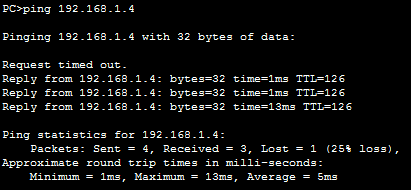 PC>ping 192.168.1.4
Pinging 192.168.1.4 with 32 bytes of data:
Request timed out.
Reply from 192.168.1.4: bytes=32 time=1ms TTL=126
Reply from 192.168.1.4: bytes=32 time=1ms TTL=126
Reply from 192.168.1.4: bytes=32 time=13ms TTL=126
Ping statistics for 192.168.1.4:
Packets: Sent = 4, Received = 3, Lost = 1 (25% loss),
Approximate round trip times in milli-seconds:
Minimum = 1ms, Maximum = 13ms, Average = 5ms